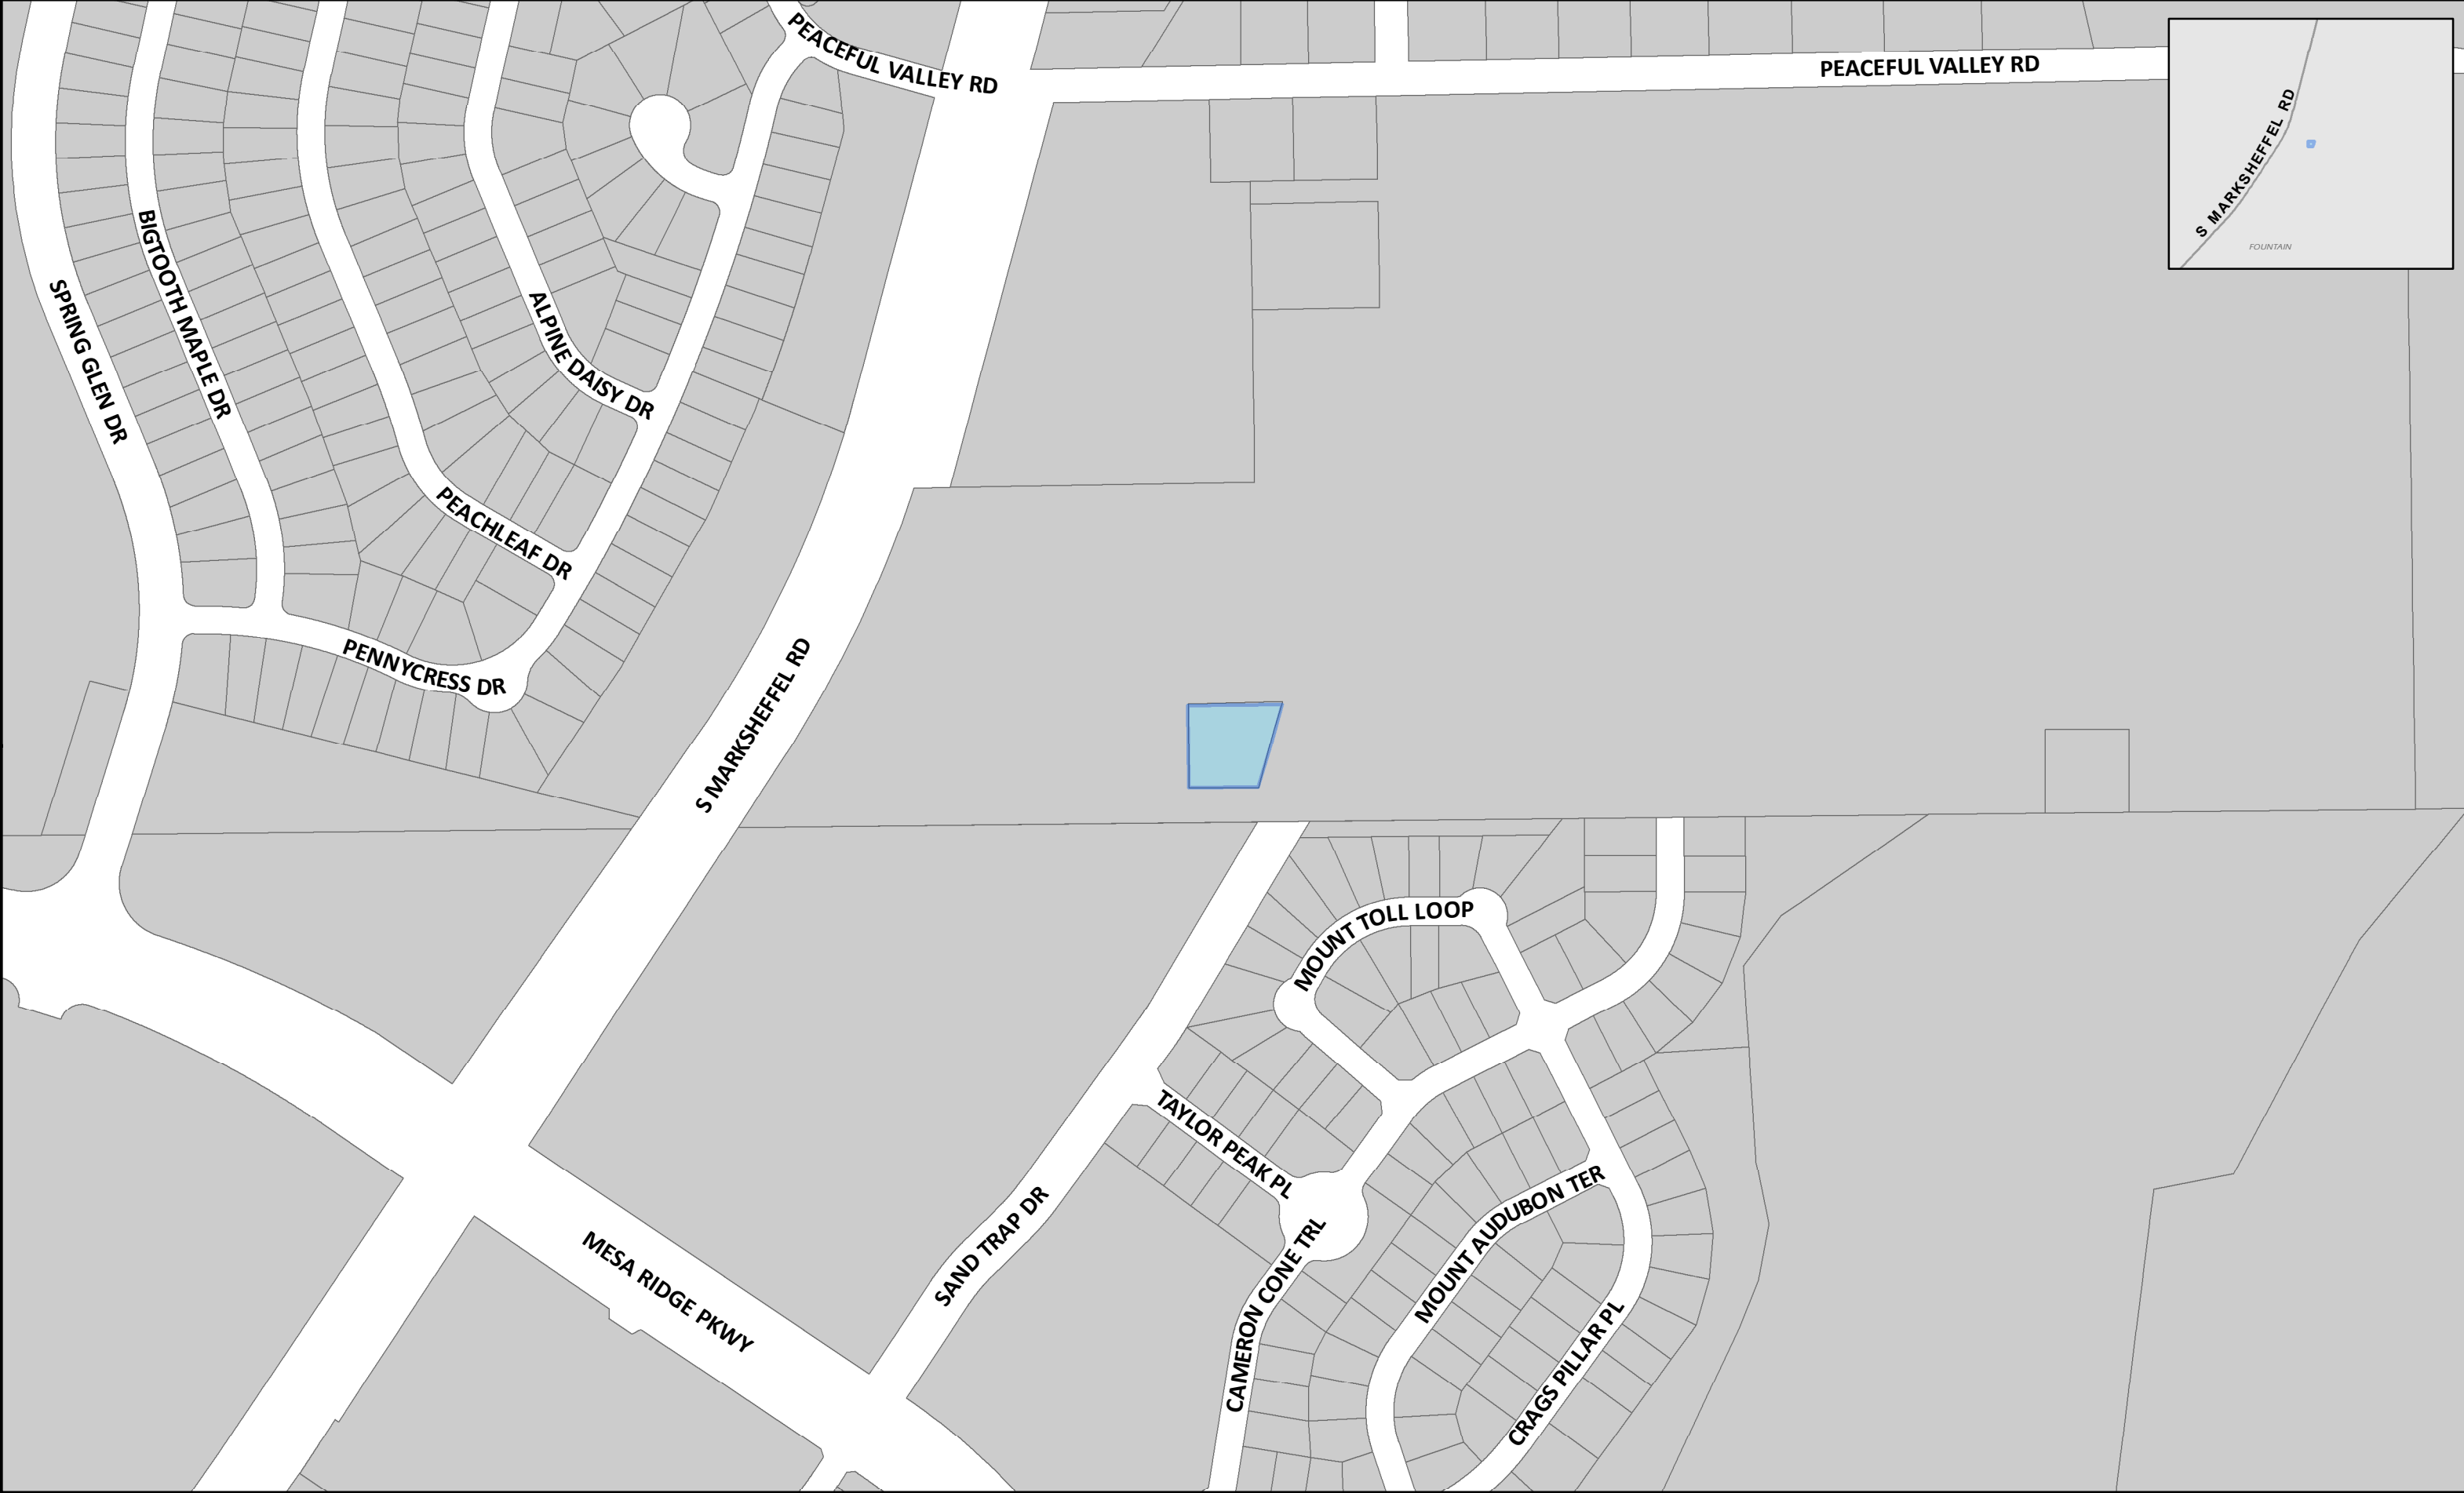 PEACEFUL VALLEY RD
PEACEFUL VALLEY RD
S MARKSHEFFEL RD
FOUNTAIN
BIGTOOTH MAPLE DR
SPRING GLEN DR
ALPINE DAISY DR
PEACHLEAF DR
PENNYCRESS DR
S MARKSHEFFEL RD
MOUNT TOLL LOOP
TAYLOR PEAK PL
MOUNT AUDUBON TER
SAND TRAP DR
MESA RIDGE PKWY
CAMERON CONE TRL
CRAGS PILLAR PL